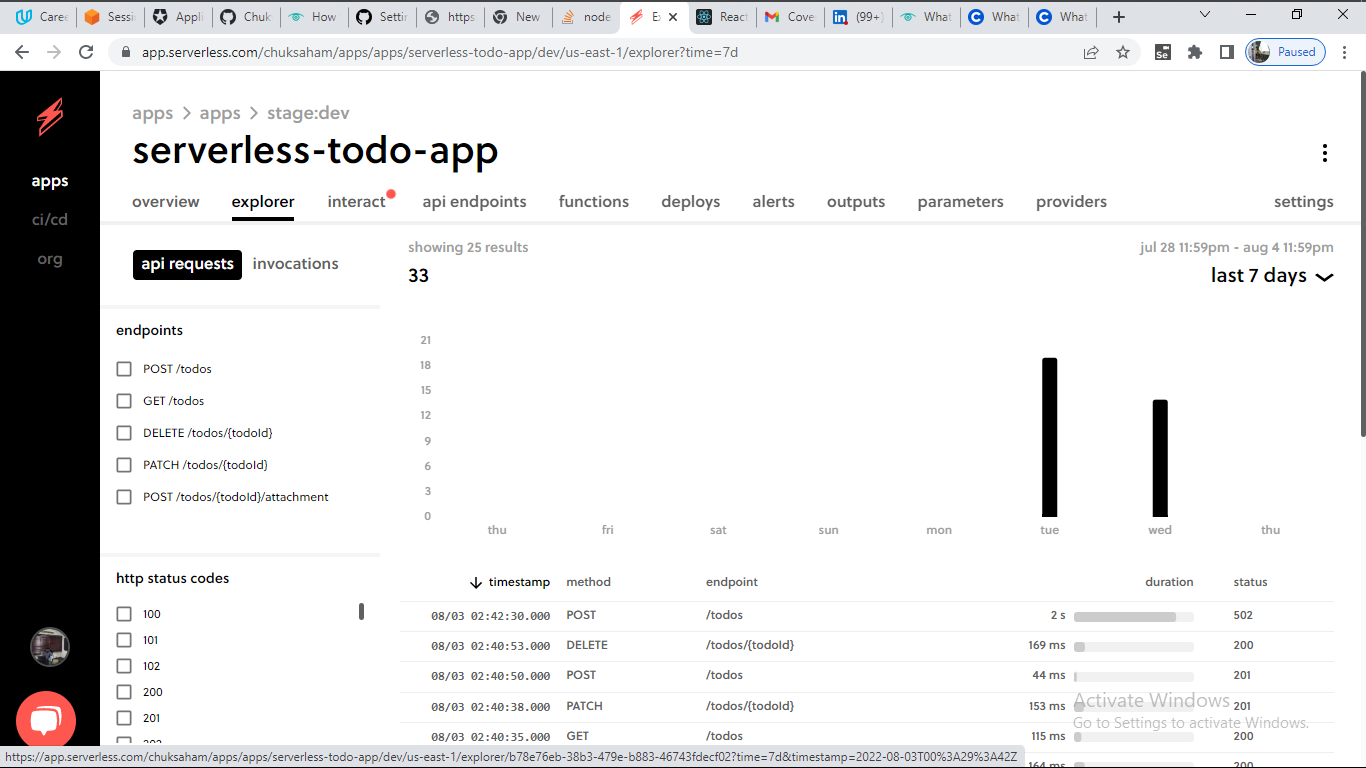 Caree
Sessi
Appli
Chuk
How
Settin
https
New
node
Ex
React
Cove
(99+)
What
What
What
app.serverless.com/chuksaham/apps/apps/serverless-todo-app/dev/us-east-1/explorer?time=7d
Se
Paused
apps > apps > stage:dev
serverless-todo-app
apps
ci/cd
org
overview explorer interact api endpoints functions deploys alerts outputs parameters providers settings
api requests invocations
showing 25 results
33
jul 28 11:59pm - aug 4 11:59pm
last 7 days
endpoints
POST /todos
GET /todos
DELETE /todos/{todoId}
PATCH /todos/{todoId}
POST /todos/{todoId}/attachment
21
18
15
12
9
6
3
0
thu fri sat sun mon tue wed thu
http status codes
100
101
102
200
201
202
timestamp method endpoint duration status
08/03 02:42:30.000 POST /todos 2 s 502
08/03 02:40:53.000 DELETE /todos/{todoId} 169 ms 200
08/03 02:40:50.000 POST /todos 44 ms 201
08/03 02:40:38.000 PATCH /todos/{todoId} 153 ms 201
08/03 02:40:35.000 GET /todos 115 ms 200
164 ms 200
Activate Windows
Go to Settings to activate Windows.
https://app.serverless.com/chuksaham/apps/apps/serverless-todo-app/dev/us-east-1/explorer/b78e76eb-38b3-479e-b883-46743fdecf02?time=7d&timestamp=2022-08-03T00%3A29%3A42Z